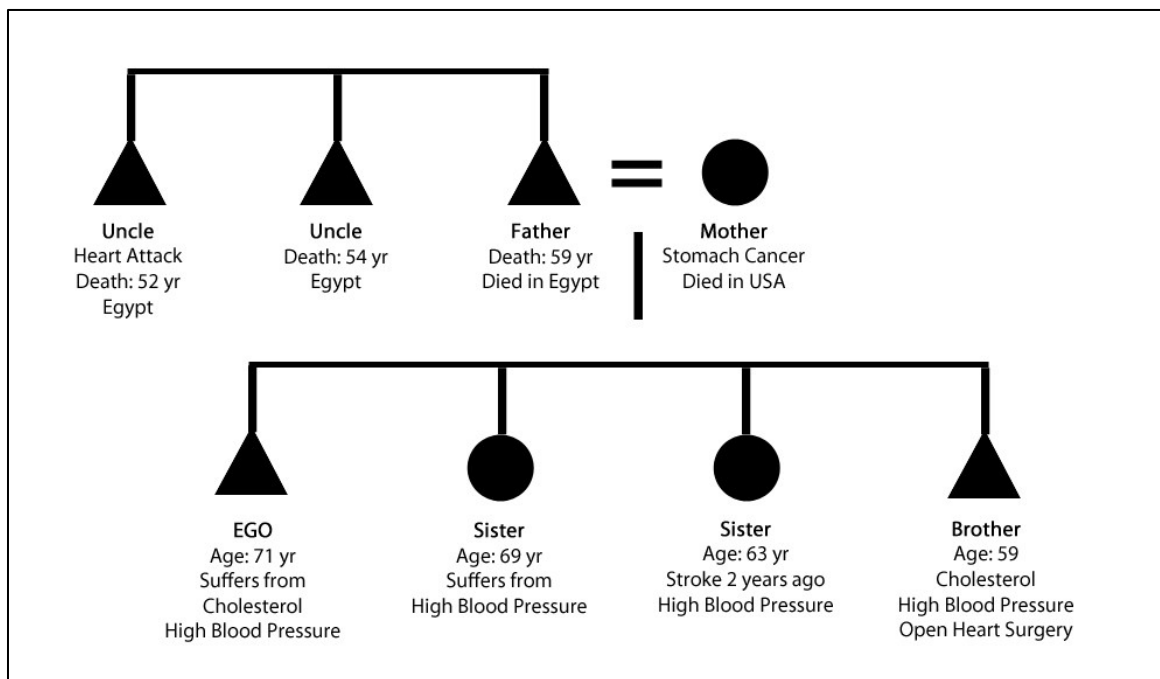 Uncle
Heart Attack
Death: 52 yr
Egypt
Uncle
Death: 54 yr
Egypt
Father
Death: 59 yr
Died in Egypt
Mother
Stomach Cancer
Died in USA
EGO
Age: 71 yr
Suffers from
Cholesterol
High Blood Pressure
Sister
Age: 69 yr
Suffers from
High Blood Pressure
Sister
Age: 63 yr
Stroke 2 years ago
High Blood Pressure
Brother
Age: 59
Cholesterol
High Blood Pressure
Open Heart Surgery